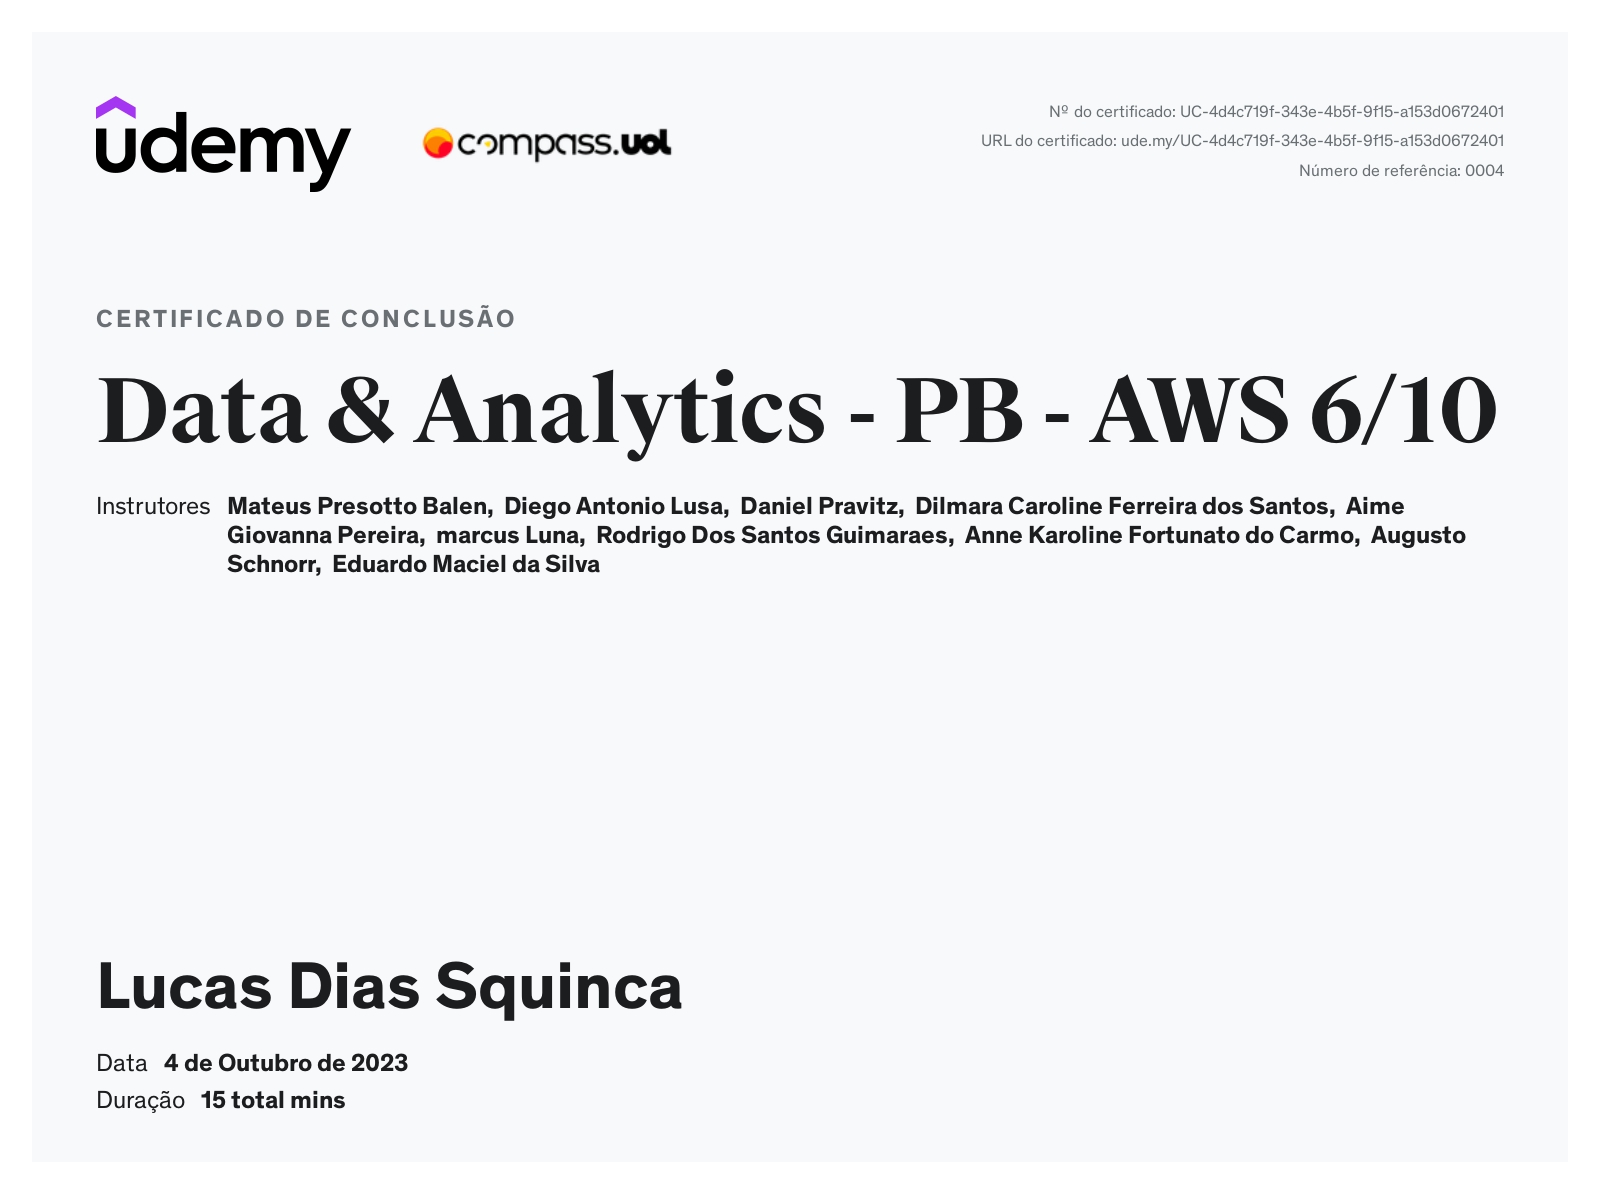 udemy
compass.uol
Nº do certificado: UC-4d4c719f-343e-4b5f-9f15-a153d0672401
URL do certificado: ude.my/UC-4d4c719f-343e-4b5f-9f15-a153d0672401
Número de referência: 0004
CERTIFICADO DE CONCLUSÃO
Data & Analytics - PB - AWS 6/10
Instrutores Mateus Presotto Balen, Diego Antonio Lusa, Daniel Pravitz, Dilmara Caroline Ferreira dos Santos, Aime
Giovanna Pereira, marcus Luna, Rodrigo Dos Santos Guimaraes, Anne Karoline Fortunato do Carmo, Augusto
Schnorr, Eduardo Maciel da Silva
Lucas Dias Squinca
Data 4 de Outubro de 2023
Duração 15 total mins